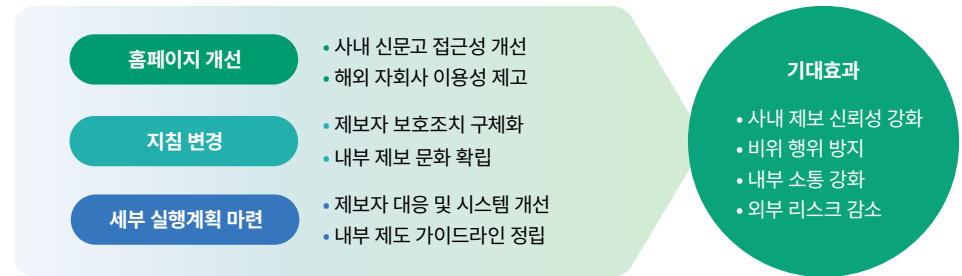 홈페이지 개선
• 사내 신문고 접근성 개선
• 해외 자회사 이용성 제고
지침 변경
• 제보자 보호조치 구체화
• 내부 제보 문화 확립
세부 실행계획 마련
• 제보자 대응 및 시스템 개선
• 내부 제도 가이드라인 정립
기대효과
• 사내 제보 신뢰성 강화
• 비위 행위 방지
• 내부 소통 강화
• 외부 리스크 감소